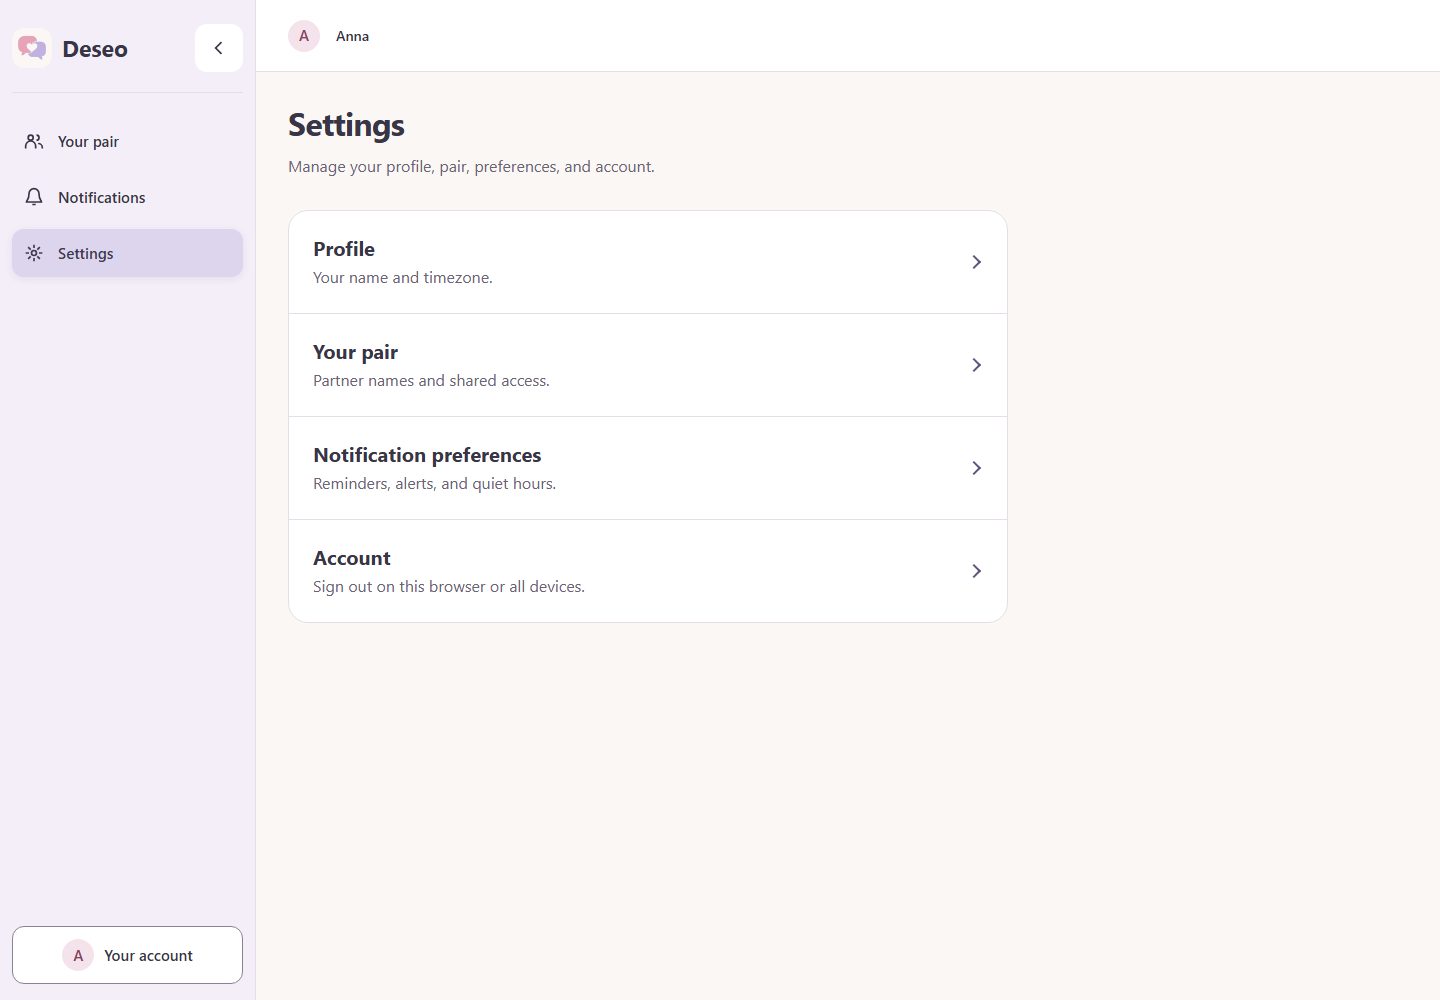 Deseo
Your pair
Notifications
Settings
A Your account
A Anna
Settings
Manage your profile, pair, preferences, and account.
Profile
Your name and timezone.
Your pair
Partner names and shared access.
Notification preferences
Reminders, alerts, and quiet hours.
Account
Sign out on this browser or all devices.